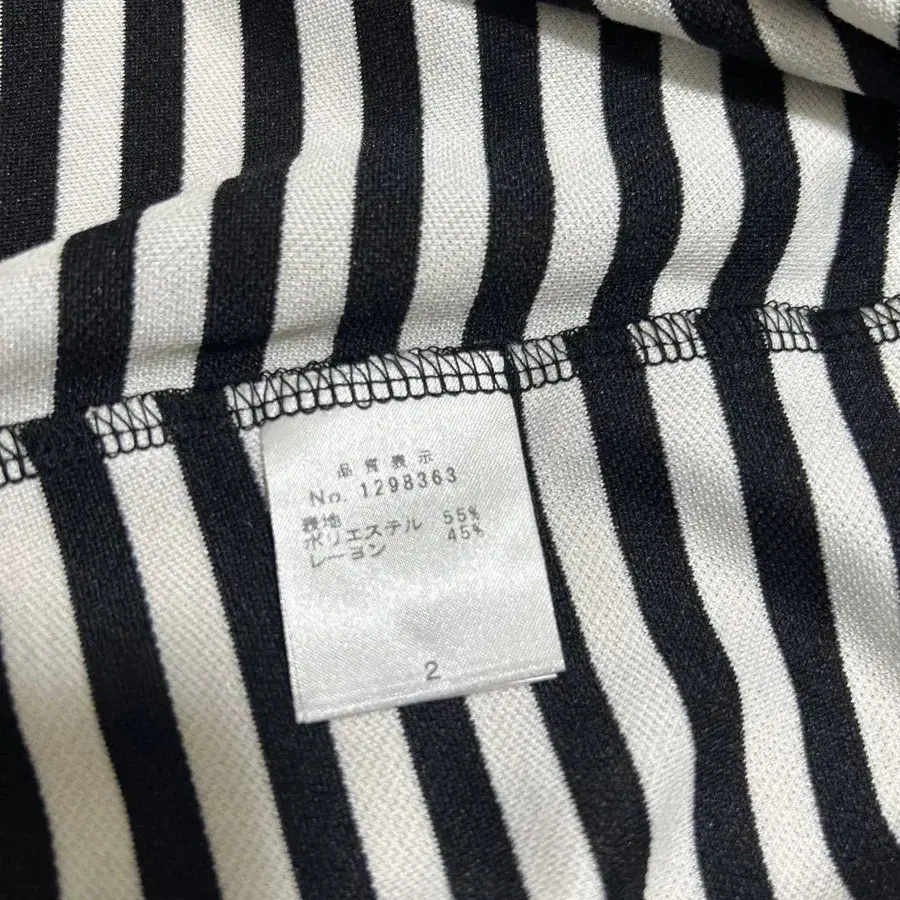 品質表示
No. 1298363
表地
ポリエステル 55%
レーヨン 45%
2